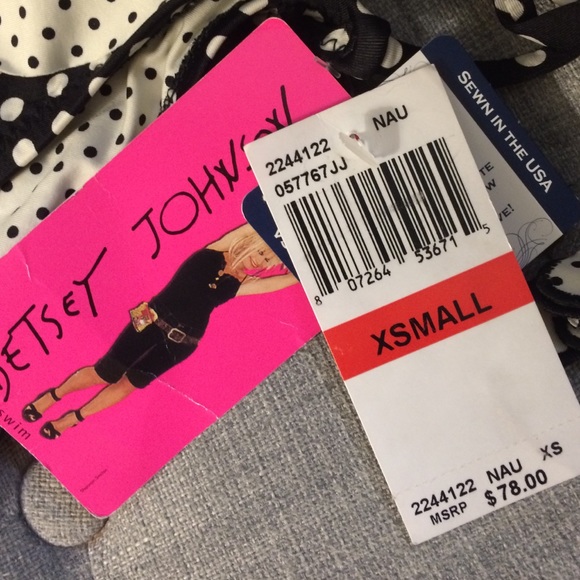 BETSEY JOHNSON
swim
2244122 NAU
057767JJ
8 07264 53671 5
XSMALL
2244122 NAU XS
MSRP $78.00
SEWN IN THE USA